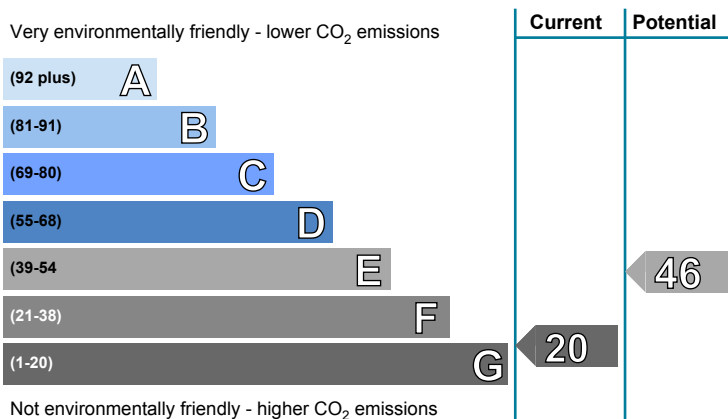 Very environmentally friendly - lower CO2 emissions
Current
Potential
(92 plus) A
(81-91) B
(69-80) C
(55-68) D
(39-54 E
46
(21-38) F
20
(1-20) G
Not environmentally friendly - higher CO2 emissions